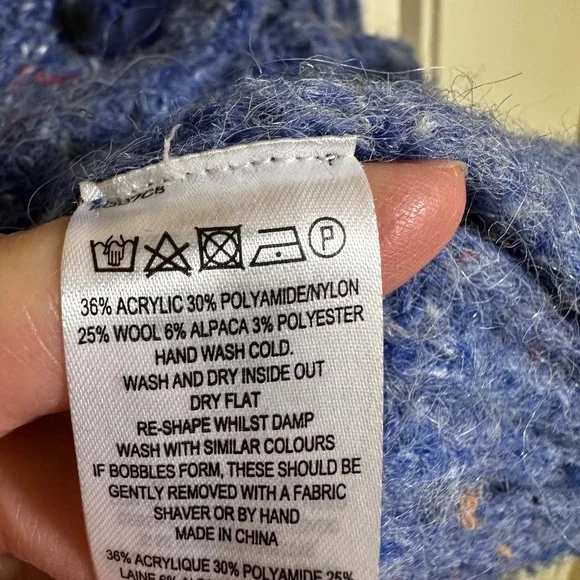 P
36% ACRYLIC 30% POLYAMIDE/NYLON
25% WOOL 6% ALPACA 3% POLYESTER
HAND WASH COLD.
WASH AND DRY INSIDE OUT
DRY FLAT
RE-SHAPE WHILST DAMP
WASH WITH SIMILAR COLOURS
IF BOBBLES FORM, THESE SHOULD BE
GENTLY REMOVED WITH A FABRIC
SHAVER OR BY HAND
MADE IN CHINA
36% ACRYLIQUE 30% POLYAMIDE 25%
LAINE 6%